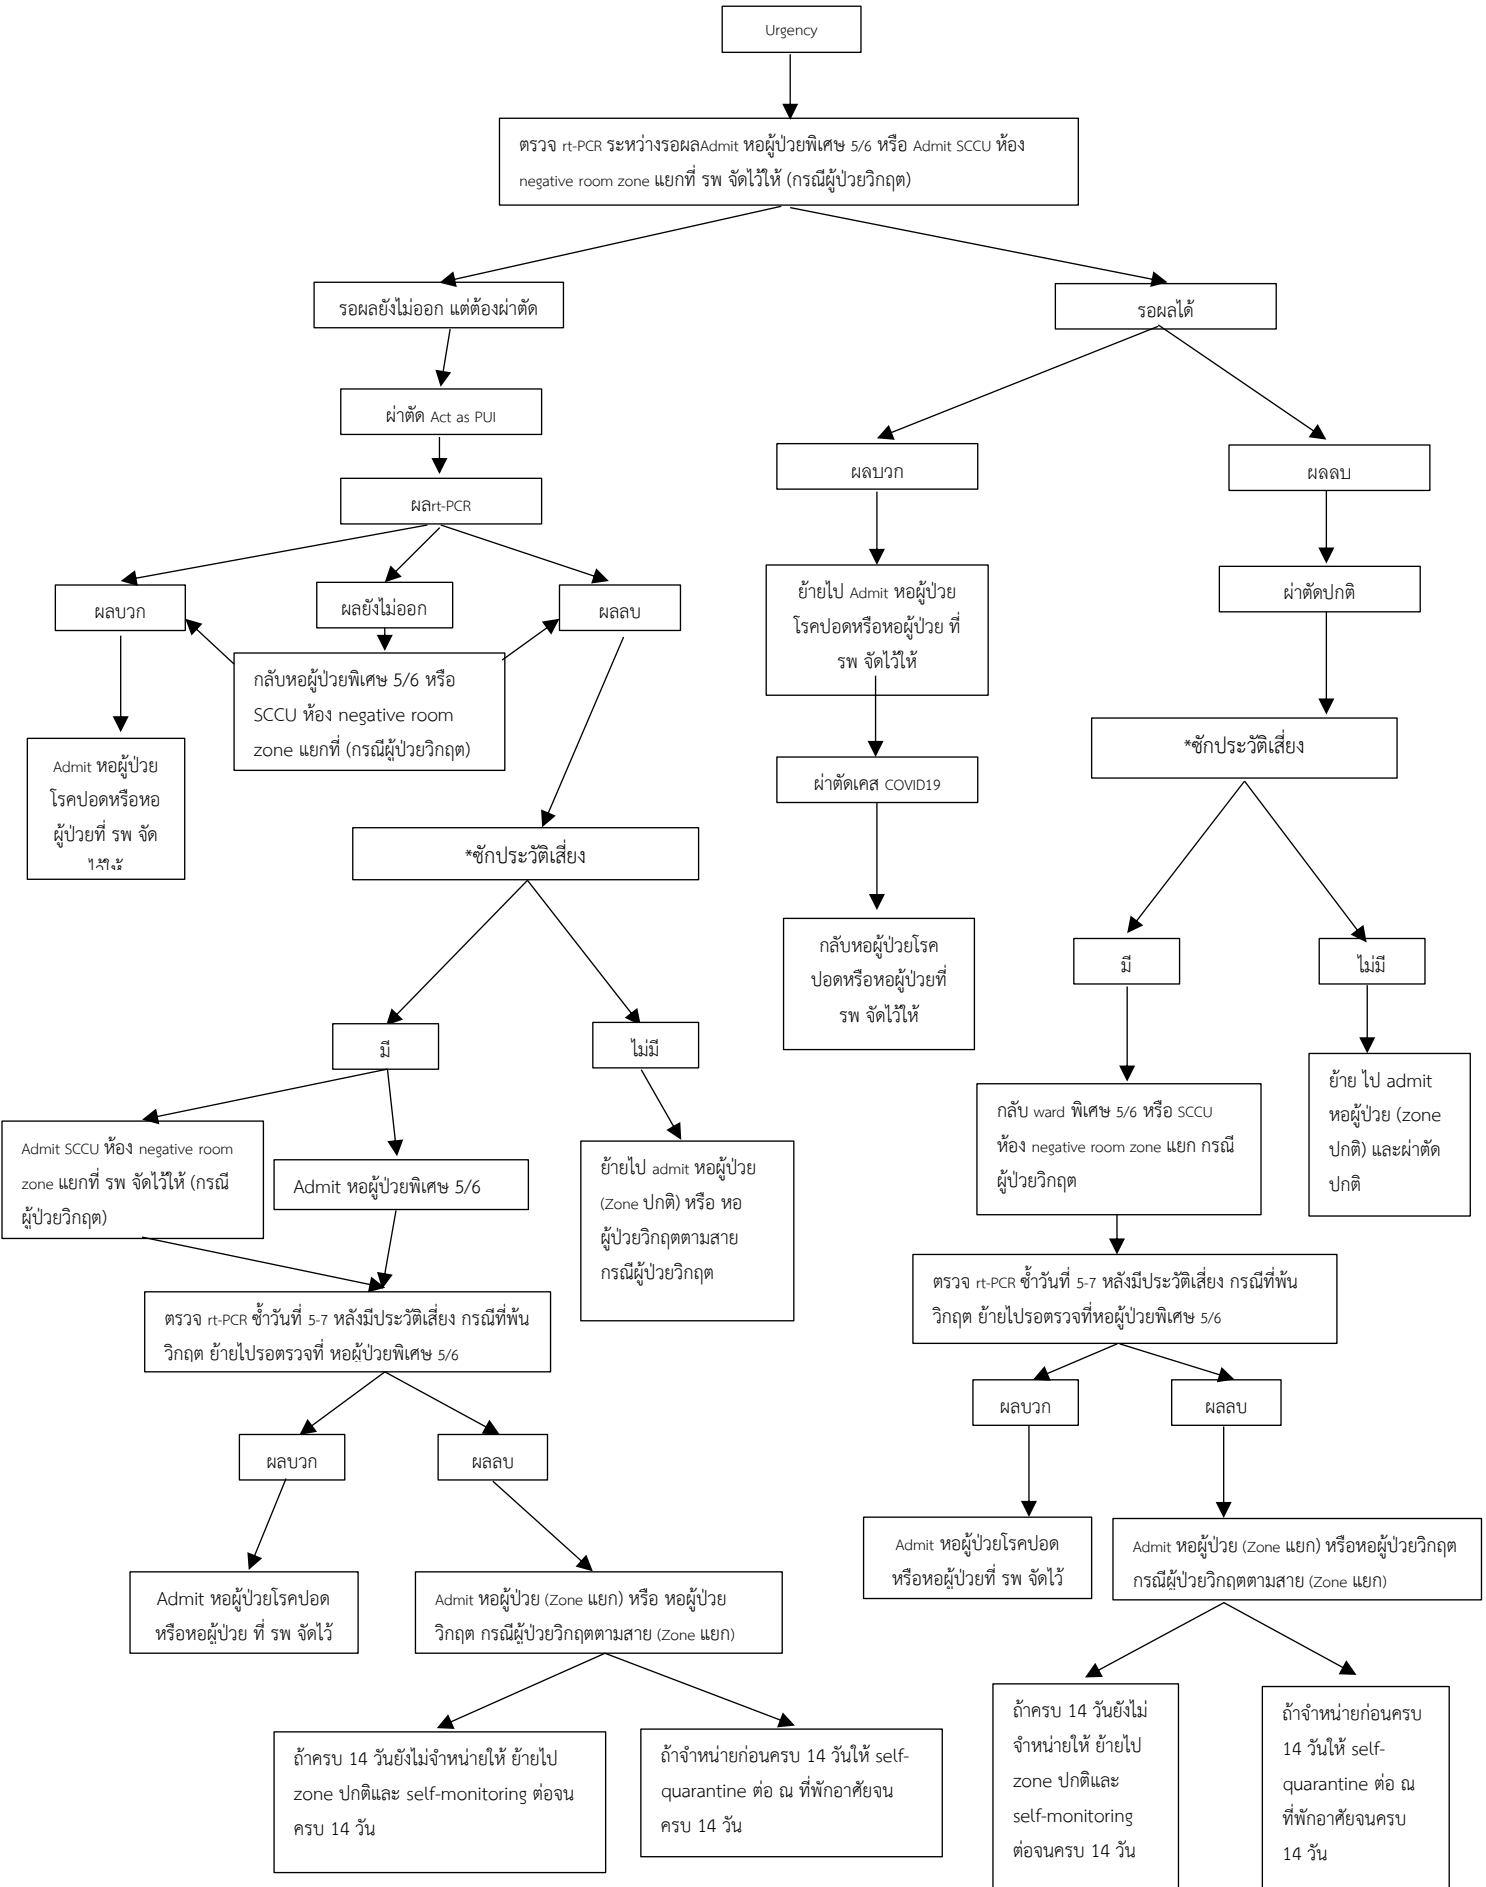 Urgency
ตรวจ rt-PCR ระหว่างรอผลAdmit หอผู้ป่วยพิเศษ 5/6 หรือ Admit SCCU ห้อง
negative room zone แยกที่ รพ จัดไว้ให้ (กรณีผู้ป่วยวิกฤต)
รอผลยังไม่ออก แต่ต้องผ่าตัด
รอผลได้
ผ่าตัด Act as PUI
ผลrt-PCR
ผลบวก
ผลยังไม่ออก
ผลลบ
กลับหอผู้ป่วยพิเศษ 5/6 หรือ
SCCU ห้อง negative room
zone แยกที่ (กรณีผู้ป่วยวิกฤต)
Admit หอผู้ป่วย
โรคปอดหรือหอ
ผู้ป่วยที่ รพ จัด
ไว้ให้
*ซักประวัติเสี่ยง
มี
ไม่มี
Admit SCCU ห้อง negative room
zone แยกที่ รพ จัดไว้ให้ (กรณี
ผู้ป่วยวิกฤต)
Admit หอผู้ป่วยพิเศษ 5/6
ย้ายไป admit หอผู้ป่วย
(Zone ปกติ) หรือ หอ
ผู้ป่วยวิกฤตตามสาย
กรณีผู้ป่วยวิกฤต
ตรวจ rt-PCR ซ้ำวันที่ 5-7 หลังมีประวัติเสี่ยง กรณีที่พ้น
วิกฤต ย้ายไปรอตรวจที่ หอผู้ป่วยพิเศษ 5/6
ผลบวก
ผลลบ
Admit หอผู้ป่วยโรคปอด
หรือหอผู้ป่วย ที่ รพ จัดไว้
Admit หอผู้ป่วย (Zone แยก) หรือ หอผู้ป่วย
วิกฤต กรณีผู้ป่วยวิกฤตตามสาย (Zone แยก)
ถ้าครบ 14 วันยังไม่จำหน่ายให้ ย้ายไป
zone ปกติและ self-monitoring ต่อจน
ครบ 14 วัน
ถ้าจำหน่ายก่อนครบ 14 วันให้ self-
quarantine ต่อ ณ ที่พักอาศัยจน
ครบ 14 วัน
ผลบวก
ผลลบ
ย้ายไป Admit หอผู้ป่วย
โรคปอดหรือหอผู้ป่วย ที่
รพ จัดไว้ให้
ผ่าตัดเคส COVID19
กลับหอผู้ป่วยโรค
ปอดหรือหอผู้ป่วยที่
รพ จัดไว้ให้
ผ่าตัดปกติ
*ซักประวัติเสี่ยง
มี
ไม่มี
กลับ ward พิเศษ 5/6 หรือ SCCU
ห้อง negative room zone แยก กรณี
ผู้ป่วยวิกฤต
ย้าย ไป admit
หอผู้ป่วย (zone
ปกติ) และผ่าตัด
ปกติ
ตรวจ rt-PCR ซ้ำวันที่ 5-7 หลังมีประวัติเสี่ยง กรณีที่พ้น
วิกฤต ย้ายไปรอตรวจที่หอผู้ป่วยพิเศษ 5/6
ผลบวก
ผลลบ
Admit หอผู้ป่วยโรคปอด
หรือหอผู้ป่วยที่ รพ จัดไว้
Admit หอผู้ป่วย (Zone แยก) หรือหอผู้ป่วยวิกฤต
กรณีผู้ป่วยวิกฤตตามสาย (Zone แยก)
ถ้าครบ 14 วันยังไม่
จำหน่ายให้ ย้ายไป
zone ปกติและ
self-monitoring
ต่อจนครบ 14 วัน
ถ้าจำหน่ายก่อนครบ
14 วันให้ self-
quarantine ต่อ ณ
ที่พักอาศัยจนครบ
14 วัน